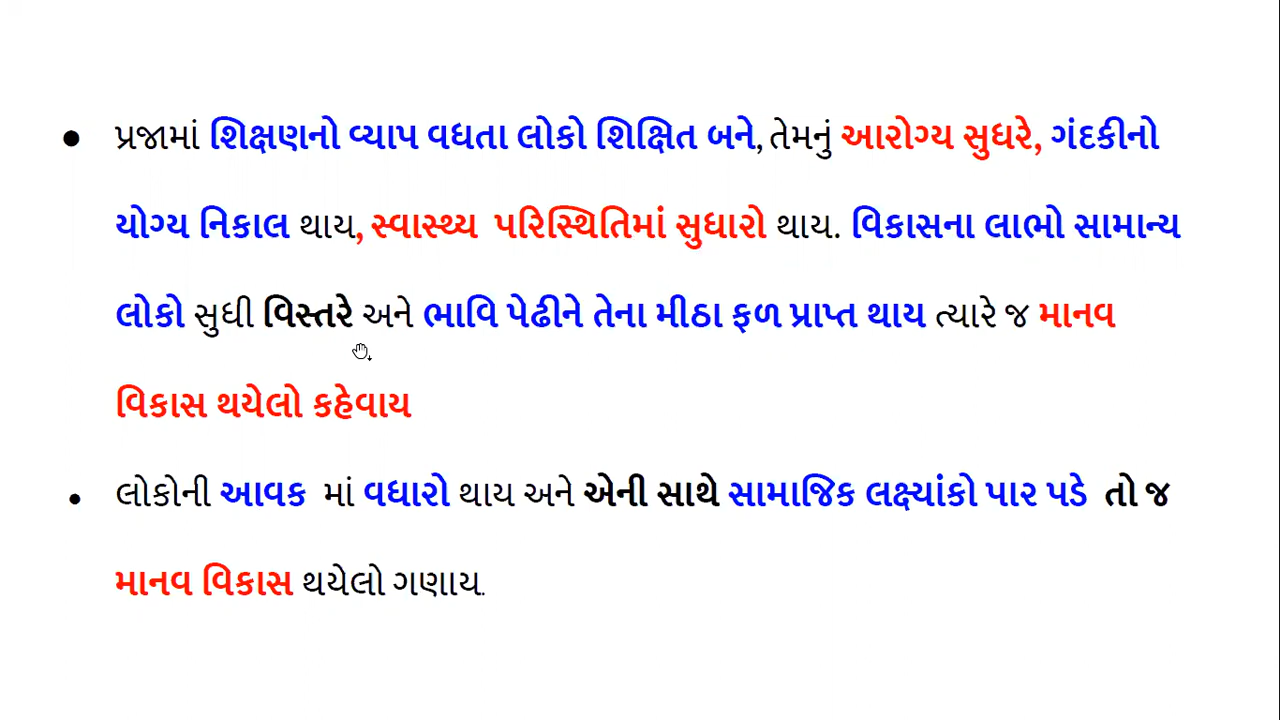 ● પ્રજામાં શિક્ષણનો વ્યાપ વધતા લોકો શિક્ષિત બને, તેમનું આરોગ્ય સુધરે, ગંદકીનો
યોગ્ય નિકાલ થાય, સ્વાસ્થ્ય પરિસ્થિતિમાં સુધારો થાય. વિકાસના લાભો સામાન્ય
લોકો સુધી વિસ્તરે અને ભાવિ પેઢીને તેના મીઠા ફળ પ્રાપ્ત થાય ત્યારે જ માનવ
વિકાસ થયેલો કહેવાય
• લોકોની આવક માં વધારો થાય અને એની સાથે સામાજિક લક્ષ્યાંકો પાર પડે તો જ
માનવ વિકાસ થયેલો ગણાય.